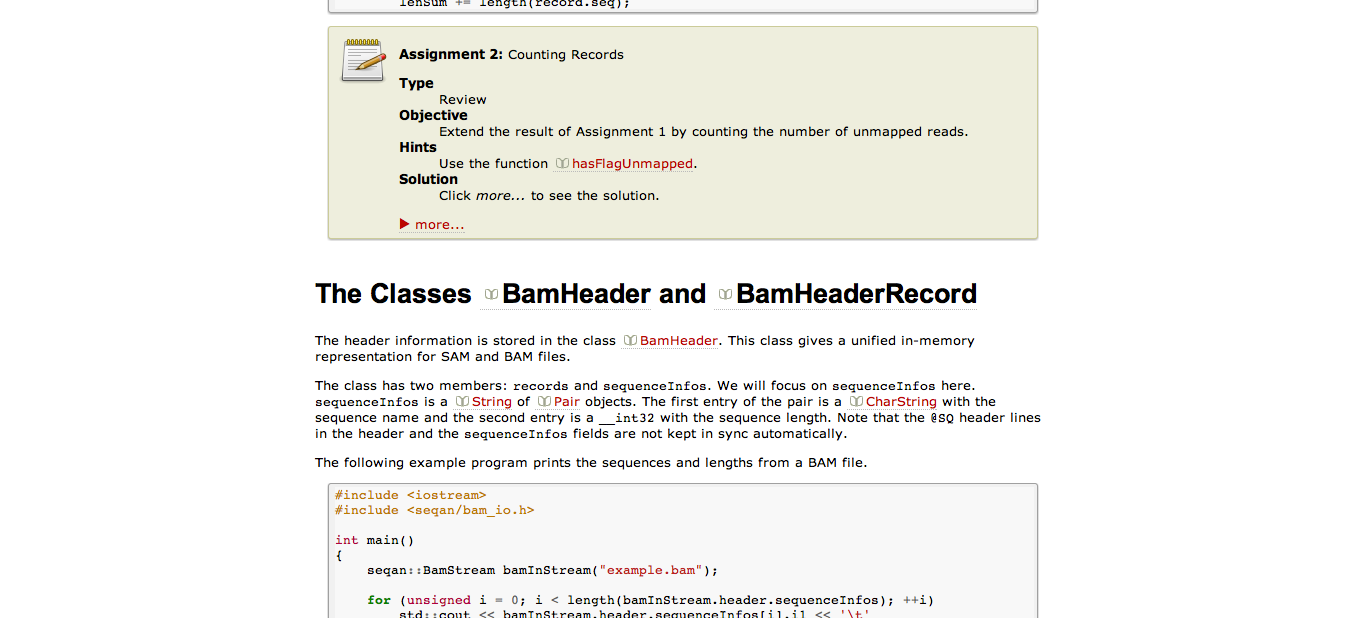 lenSum += length(record.seq);
Assignment 2: Counting Records
Type
Review
Objective
Extend the result of Assignment 1 by counting the number of unmapped reads.
Hints
Use the function hasFlagUnmapped.
Solution
Click more... to see the solution.
▶ more...
The Classes BamHeader and BamHeaderRecord
The header information is stored in the class BamHeader. This class gives a unified in-memory
representation for SAM and BAM files.
The class has two members: records and sequenceInfos. We will focus on sequenceInfos here.
sequenceInfos is a String of Pair objects. The first entry of the pair is a CharString with the
sequence name and the second entry is a __int32 with the sequence length. Note that the @SQ header lines
in the header and the sequenceInfos fields are not kept in sync automatically.
The following example program prints the sequences and lengths from a BAM file.
#include <iostream>
#include <seqan/bam_io.h>
int main()
{
seqan::BamStream bamInStream("example.bam");
for (unsigned i = 0; i < length(bamInStream.header.sequenceInfos); ++i)
std::cout << bamInStream.header.sequenceInfos[i].i1 << '\t'